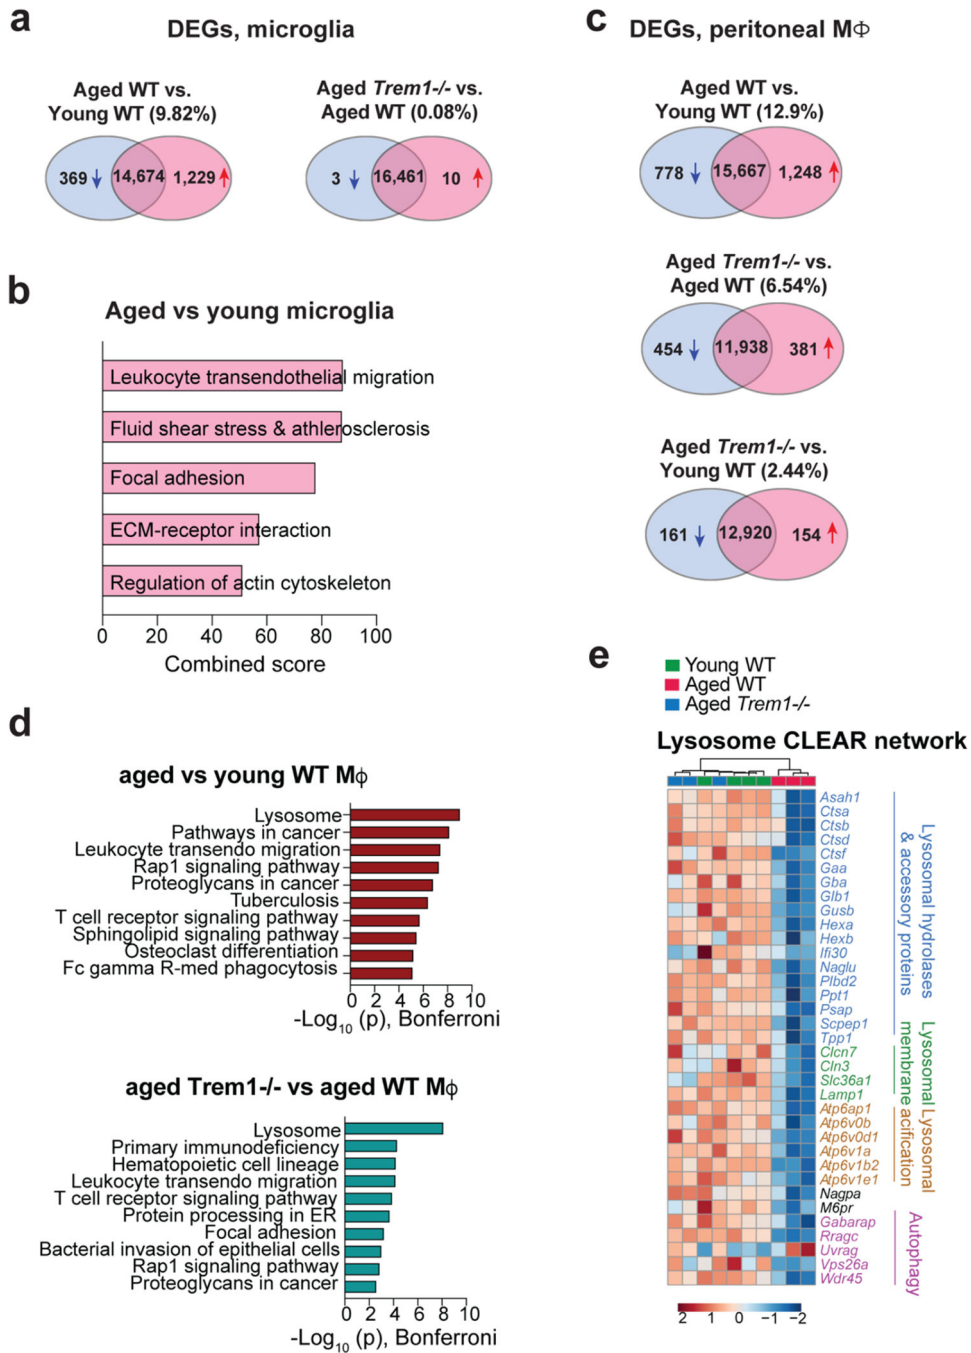 a
DEGs, microglia
Aged WT vs.
Young WT (9.82%)
369
14,674
1,229
Aged Trem1-/- vs.
Aged WT (0.08%)
3
16,461
10
b
Aged vs young microglia
Leukocyte transendothelial migration
Fluid shear stress & athlerosclerosis
Focal adhesion
ECM-receptor interaction
Regulation of actin cytoskeleton
0 20 40 60 80 100
Combined score
c
DEGs, peritoneal MΦ
Aged WT vs.
Young WT (12.9%)
778
15,667
1,248
Aged Trem1-/- vs.
Aged WT (6.54%)
454
11,938
381
Aged Trem1-/- vs.
Young WT (2.44%)
161
12,920
154
d
aged vs young WT Mϕ
Lysosome
Pathways in cancer
Leukocyte transendo migration
Rap1 signaling pathway
Proteoglycans in cancer
Tuberculosis
T cell receptor signaling pathway
Sphingolipid signaling pathway
Osteoclast differentiation
Fc gamma R-med phagocytosis
0 2 4 6 8 10
-Log10 (p), Bonferroni
aged Trem1-/- vs aged WT Mϕ
Lysosome
Primary immunodeficiency
Hematopoietic cell lineage
Leukocyte transendo migration
T cell receptor signaling pathway
Protein processing in ER
Focal adhesion
Bacterial invasion of epithelial cells
Rap1 signaling pathway
Proteoglycans in cancer
0 2 4 6 8 10
-Log10 (p), Bonferroni
e
Young WT
Aged WT
Aged Trem1-/-
Lysosome CLEAR network
Asah1
Ctsa
Ctsb
Ctsd
Ctsf
Gaa
Gba
Glb1
Gusb
Hexa
Hexb
Ifi30
Naglu
Plbd2
Ppt1
Psap
Scpep1
Tpp1
Clcn7
Cln3
Slc36a1
Lamp1
Atp6ap1
Atp6v0b
Atp6v0d1
Atp6v1a
Atp6v1b2
Atp6v1e1
Nagpa
M6pr
Gabarap
Rragc
Uvrag
Vps26a
Wdr45
Lysosomal hydrolases
& accessory proteins
Lysosomal
membrane
Lysosomal
acification
Autophagy
2 1 0 -1 -2